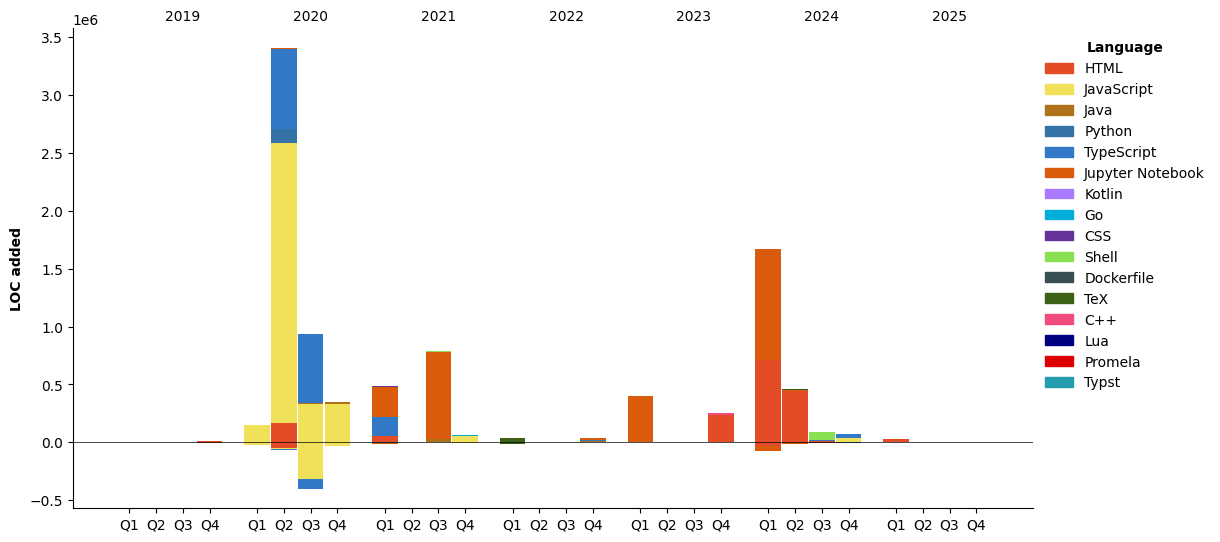 1e6
2019 2020 2021 2022 2023 2024 2025
3.5
3.0
2.5
2.0
1.5
1.0
0.5
0.0
−0.5
LOC added
Q1 Q2 Q3 Q4 Q1 Q2 Q3 Q4 Q1 Q2 Q3 Q4 Q1 Q2 Q3 Q4 Q1 Q2 Q3 Q4 Q1 Q2 Q3 Q4 Q1 Q2 Q3 Q4
Language
HTML
JavaScript
Java
Python
TypeScript
Jupyter Notebook
Kotlin
Go
CSS
Shell
Dockerfile
TeX
C++
Lua
Promela
Typst